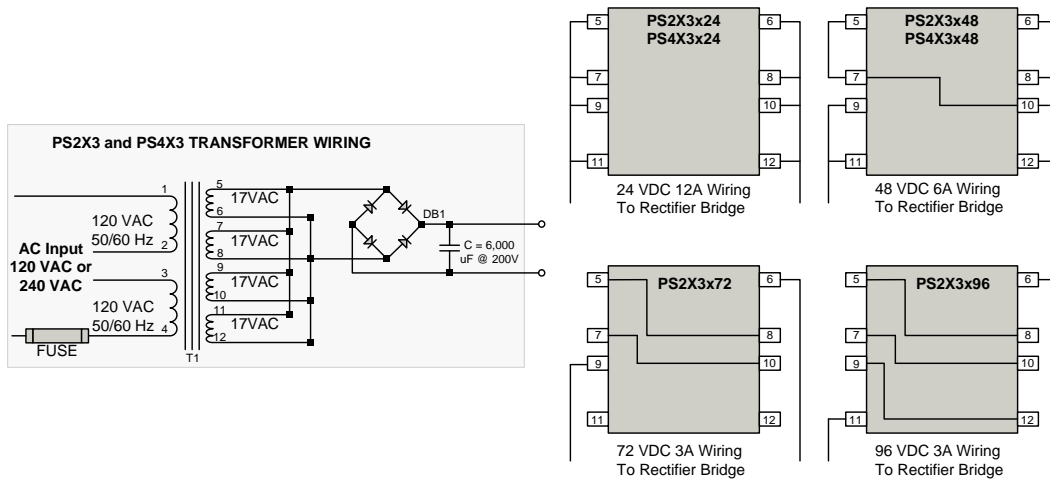 PS2X3 and PS4X3 TRANSFORMER WIRING
1
120 VAC
50/60 Hz
2
AC Input
120 VAC or
240 VAC
3
120 VAC
50/60 Hz
4
FUSE
T1
5
17VAC
6
7
17VAC
8
9
17VAC
10
11
17VAC
12
DB1
C = 6,000
uF @ 200V
5
PS2X3x24
6
PS4X3x24
7
8
9
10
11
12
24 VDC 12A Wiring
To Rectifier Bridge
5
PS2X3x48
6
PS4X3x48
7
8
9
10
11
12
48 VDC 6A Wiring
To Rectifier Bridge
5
PS2X3x72
6
7
8
9
10
11
12
72 VDC 3A Wiring
To Rectifier Bridge
5
PS2X3x96
6
7
8
9
10
11
12
96 VDC 3A Wiring
To Rectifier Bridge